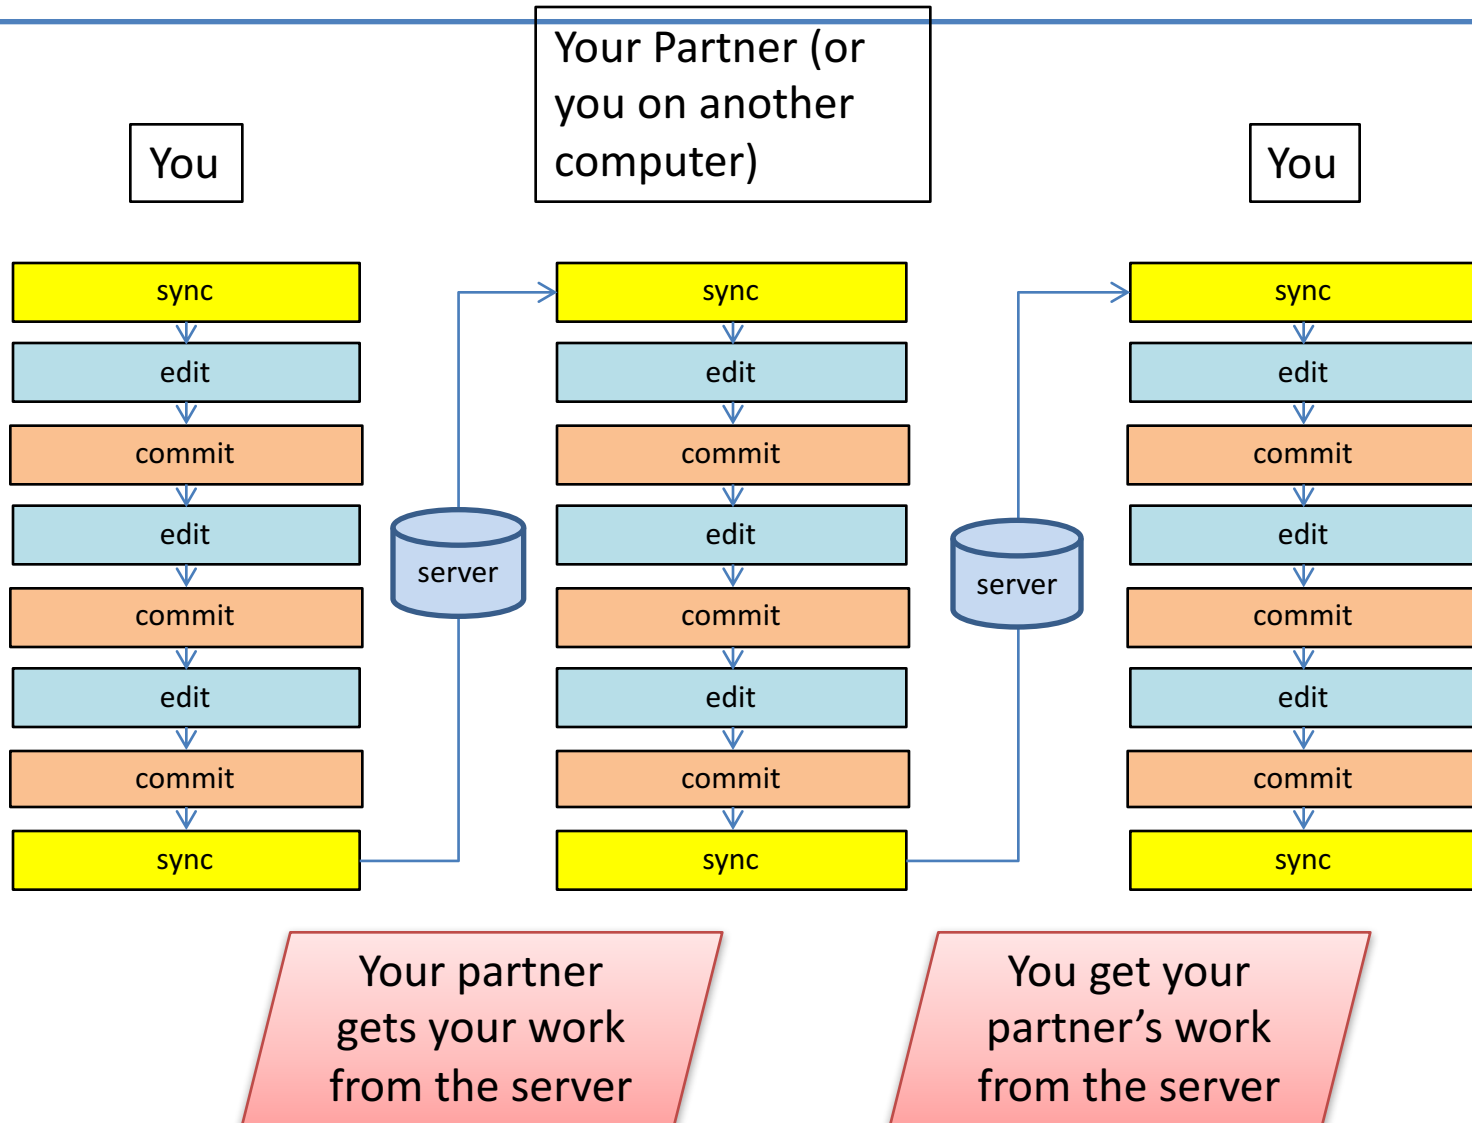 You
Your Partner (or
you on another
computer)
You
sync
edit
commit
edit
commit
edit
commit
sync
server
sync
edit
commit
edit
commit
edit
commit
sync
server
sync
edit
commit
edit
commit
edit
commit
sync
Your partner
gets your work
from the server
You get your
partner’s work
from the server